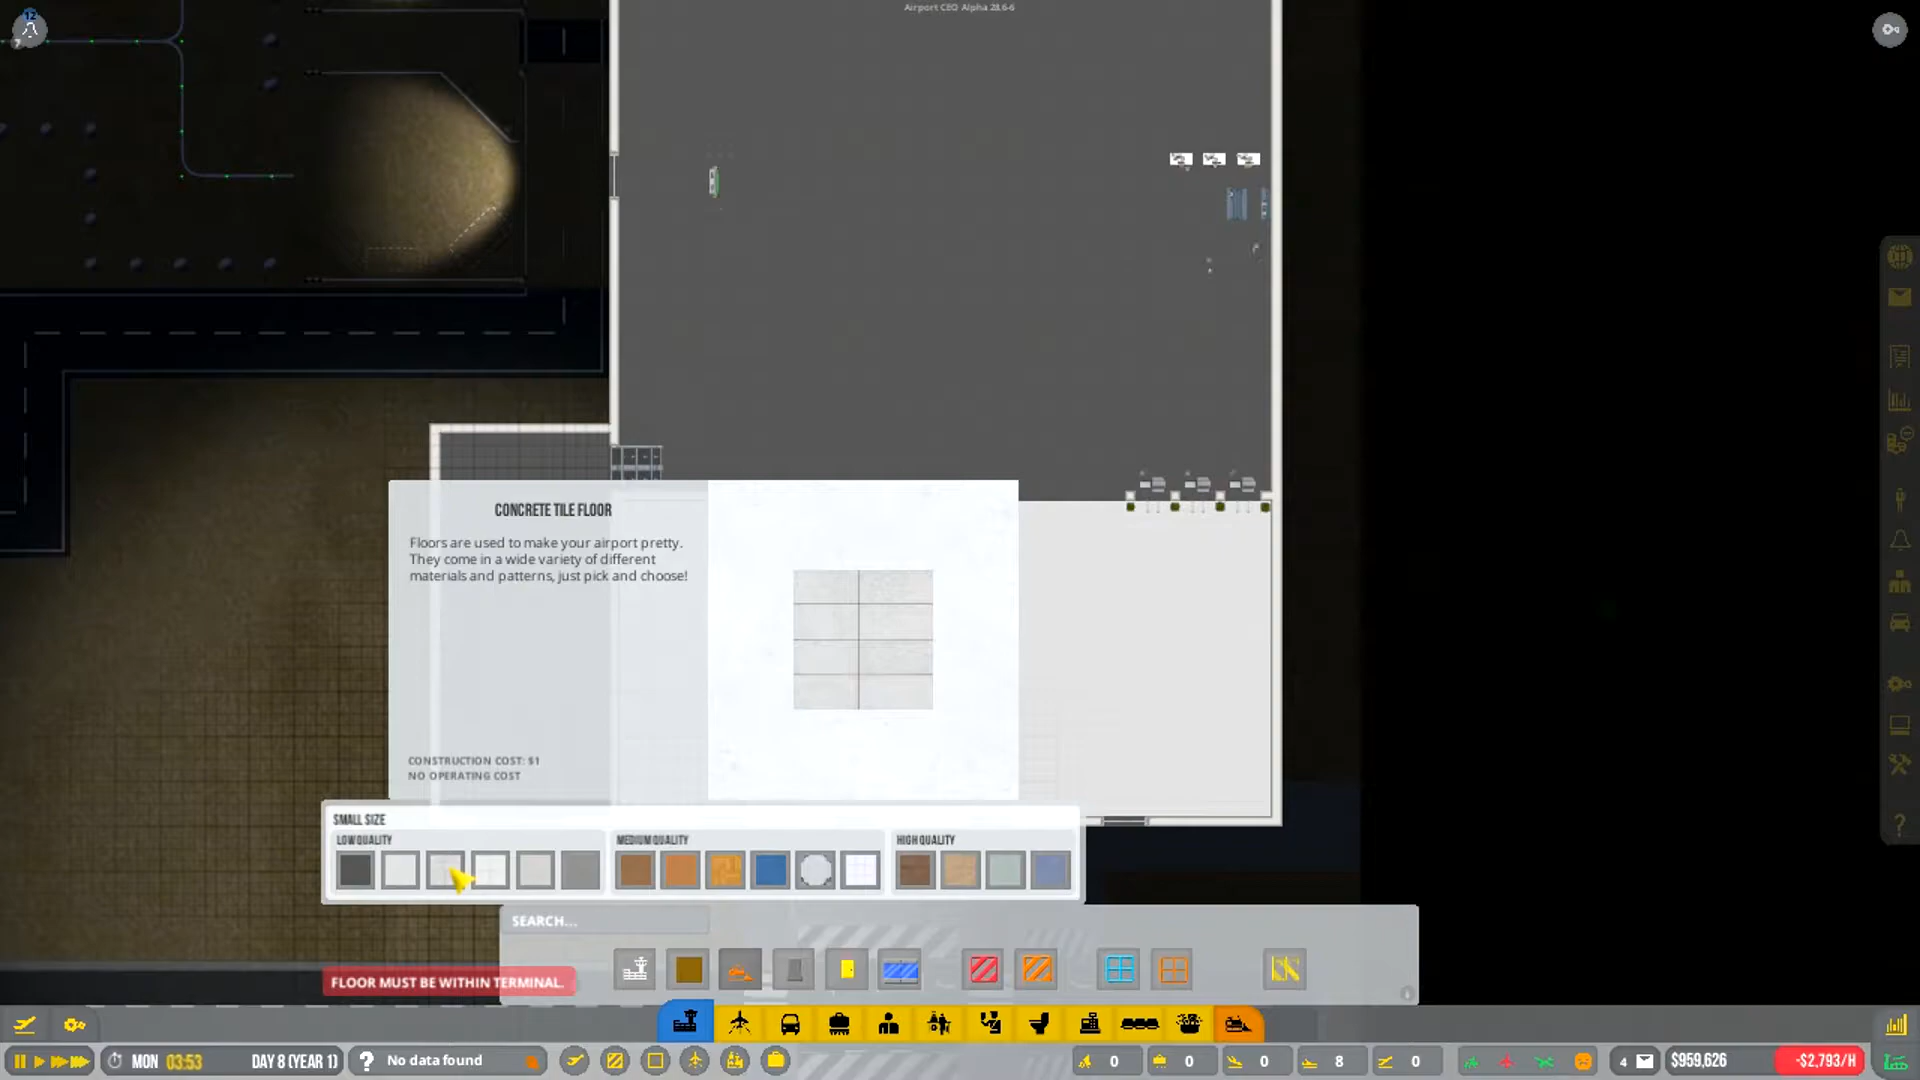 12
Airport CEO Alpha 28.6-6
7
CONCRETE TILE FLOOR
Floors are used to make your airport pretty.
They come in a wide variety of different
materials and patterns, just pick and choose!
CONSTRUCTION COST: $1
NO OPERATING COST
SMALL SIZE
LOW QUALITY
MEDIUM QUALITY
HIGH QUALITY
SEARCH...
FLOOR MUST BE WITHIN TERMINAL.
MON 03:53 DAY 8 (YEAR 1) ? No data found 0 0 0 8 0 4 $959,626 -$2,793/H